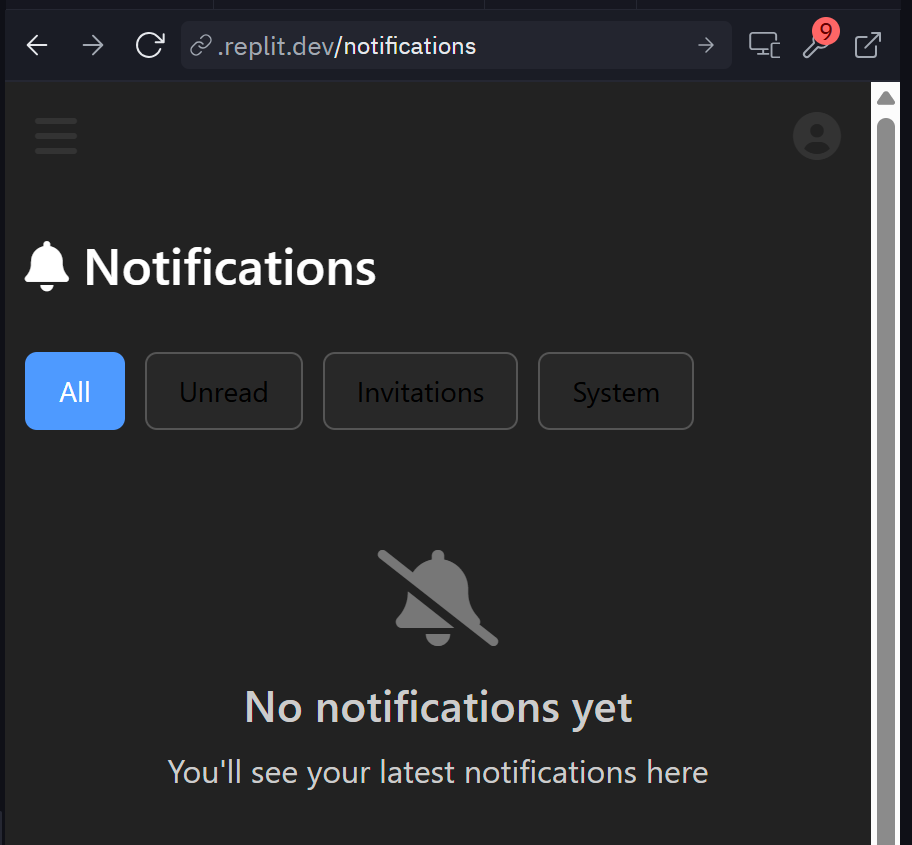 .replit.dev/notifications
9
Notifications
All Unread Invitations System
No notifications yet
You'll see your latest notifications here